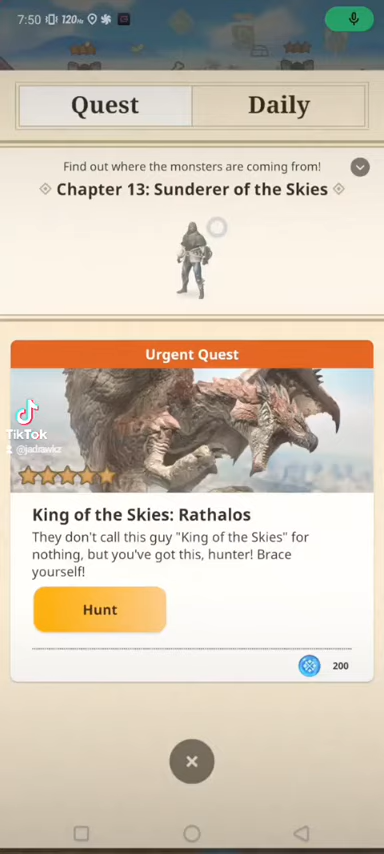 7:50 120Hz
Quest Daily
Find out where the monsters are coming from!
Chapter 13: Sunderer of the Skies
Urgent Quest
TikTok
@jadrawkz
King of the Skies: Rathalos
They don't call this guy "King of the Skies" for
nothing, but you've got this, hunter! Brace
yourself!
Hunt
200